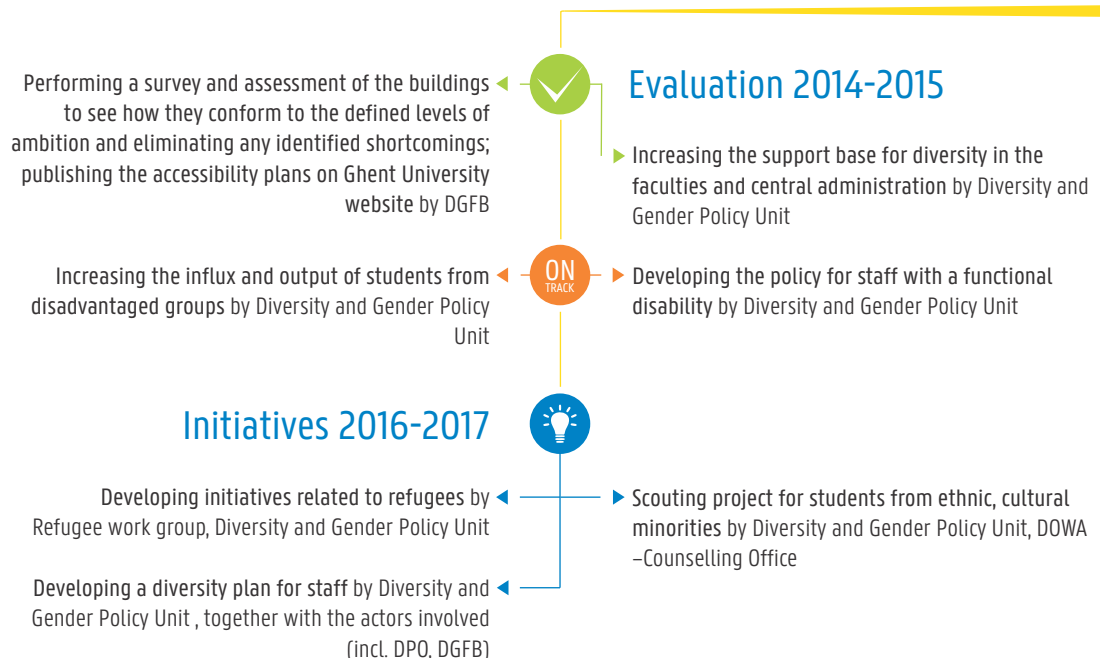 Evaluation 2014-2015
Performing a survey and assessment of the buildings
to see how they conform to the defined levels of
ambition and eliminating any identified shortcomings;
publishing the accessibility plans on Ghent University
website by DGFB
Increasing the support base for diversity in the
faculties and central administration by Diversity and
Gender Policy Unit
ON
TRACK
Increasing the influx and output of students from
disadvantaged groups by Diversity and Gender Policy
Unit
Developing the policy for staff with a functional
disability by Diversity and Gender Policy Unit
Initiatives 2016-2017
Developing initiatives related to refugees by
Refugee work group, Diversity and Gender Policy Unit
Scouting project for students from ethnic, cultural
minorities by Diversity and Gender Policy Unit, DOWA
–Counselling Office
Developing a diversity plan for staff by Diversity and
Gender Policy Unit , together with the actors involved
(incl. DPO, DGFB)